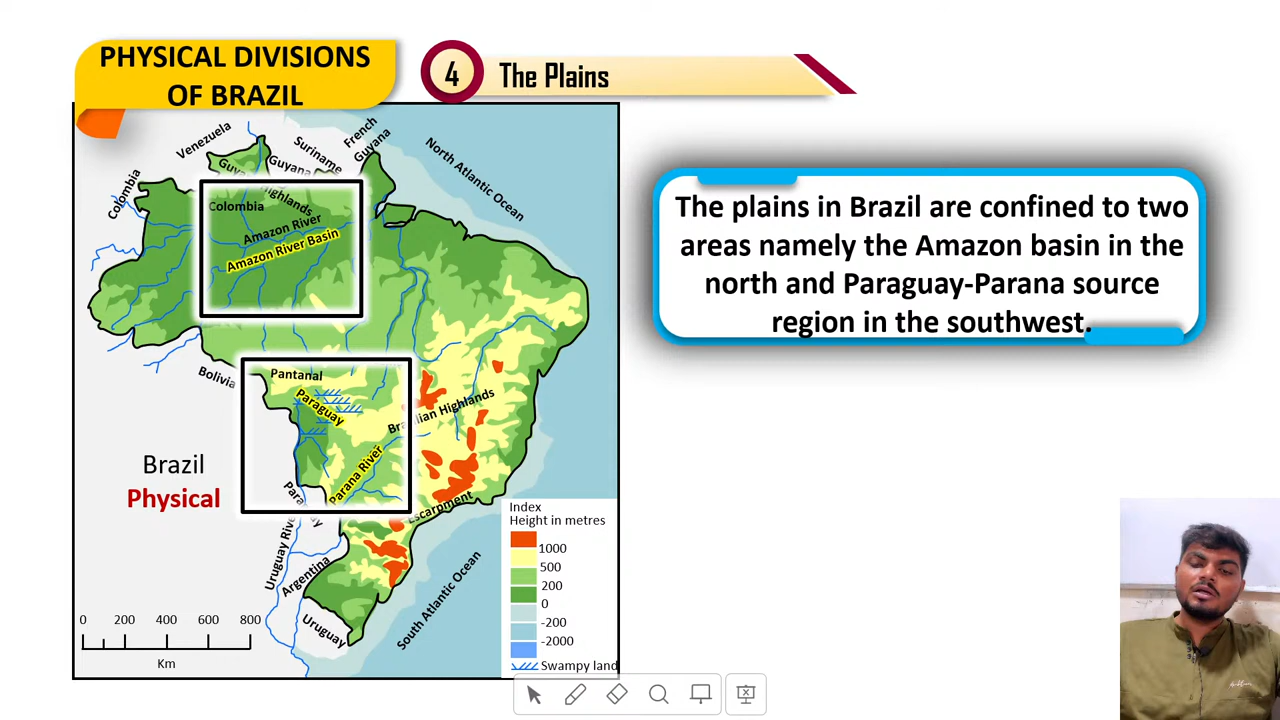 PHYSICAL DIVISIONS
OF BRAZIL
4
The Plains
The plains in Brazil are confined to two
areas namely the Amazon basin in the
north and Paraguay-Parana source
region in the southwest.
Venezuela
Suriname
French
Guyana
Guyana
Colombia
North Atlantic Ocean
Highlands
Colombia
Amazon River
Amazon River Basin
Bolivia
Pantanal
Paraguay
Brazilian Highlands
Parana River
Escarpment
Brazil
Physical
Uruguay River
Argentina
Uruguay
South Atlantic Ocean
Index
Height in metres
1000
500
200
0
-200
-2000
Swampy land
0 200 400 600 800
Km